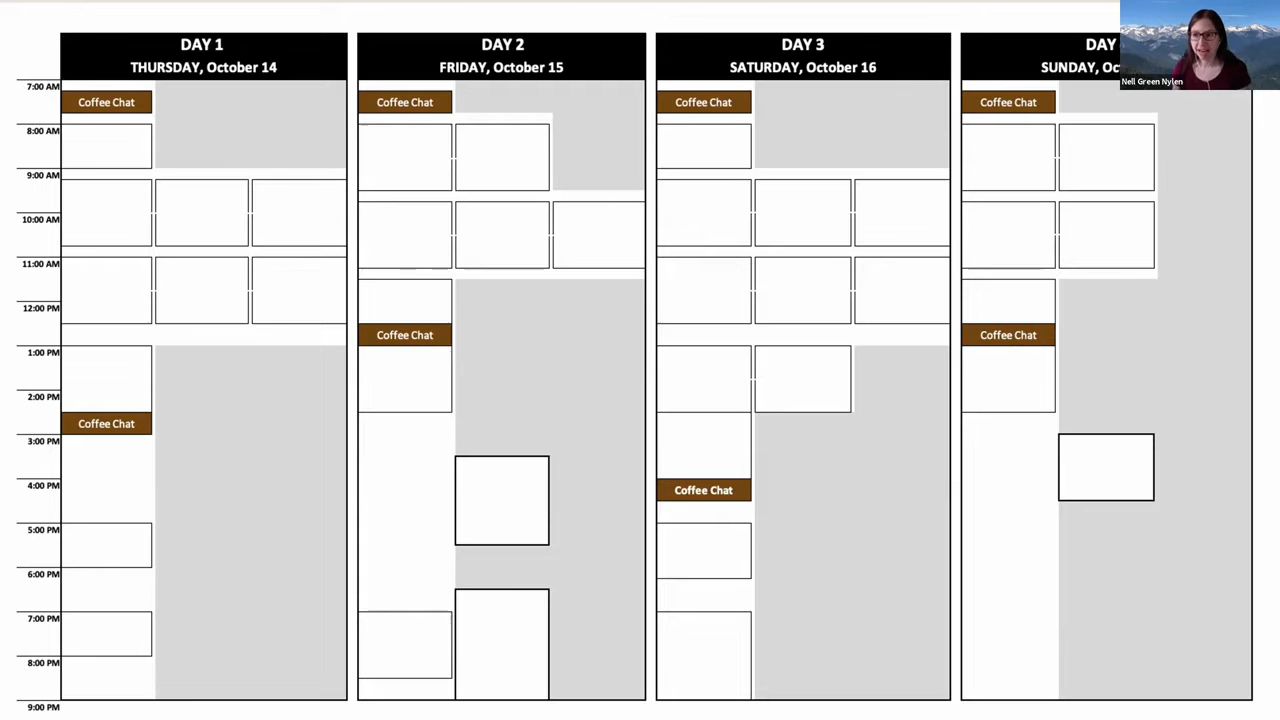 DAY 1
THURSDAY, October 14
DAY 2
FRIDAY, October 15
DAY 3
SATURDAY, October 16
DAY
SUNDAY,
Nell Green Nylen
7:00 AM
Coffee Chat
Coffee Chat
Coffee Chat
Coffee Chat
8:00 AM
9:00 AM
10:00 AM
11:00 AM
12:00 PM
Coffee Chat
Coffee Chat
1:00 PM
2:00 PM
Coffee Chat
3:00 PM
4:00 PM
Coffee Chat
5:00 PM
6:00 PM
7:00 PM
8:00 PM
9:00 PM